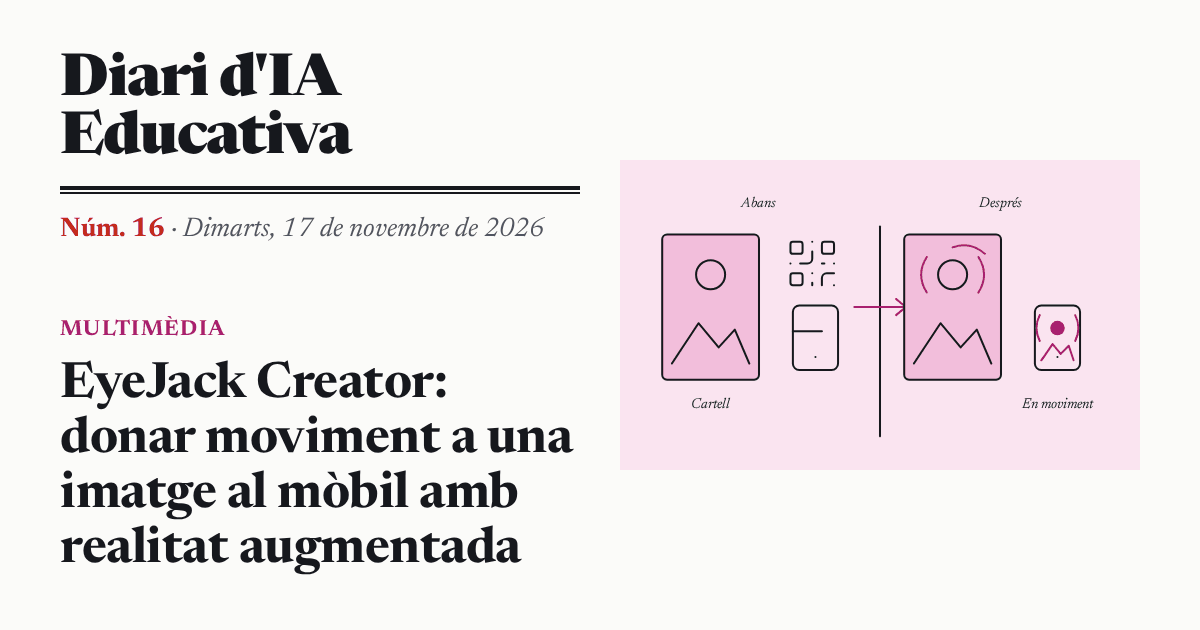 Diari d'IA
Educativa
Núm. 16 · Dimarts, 17 de novembre de 2026
MULTIMÈDIA
EyeJack Creator:
donar moviment a una
imatge al mòbil amb
realitat augmentada
Abans
Després
Cartell
En moviment